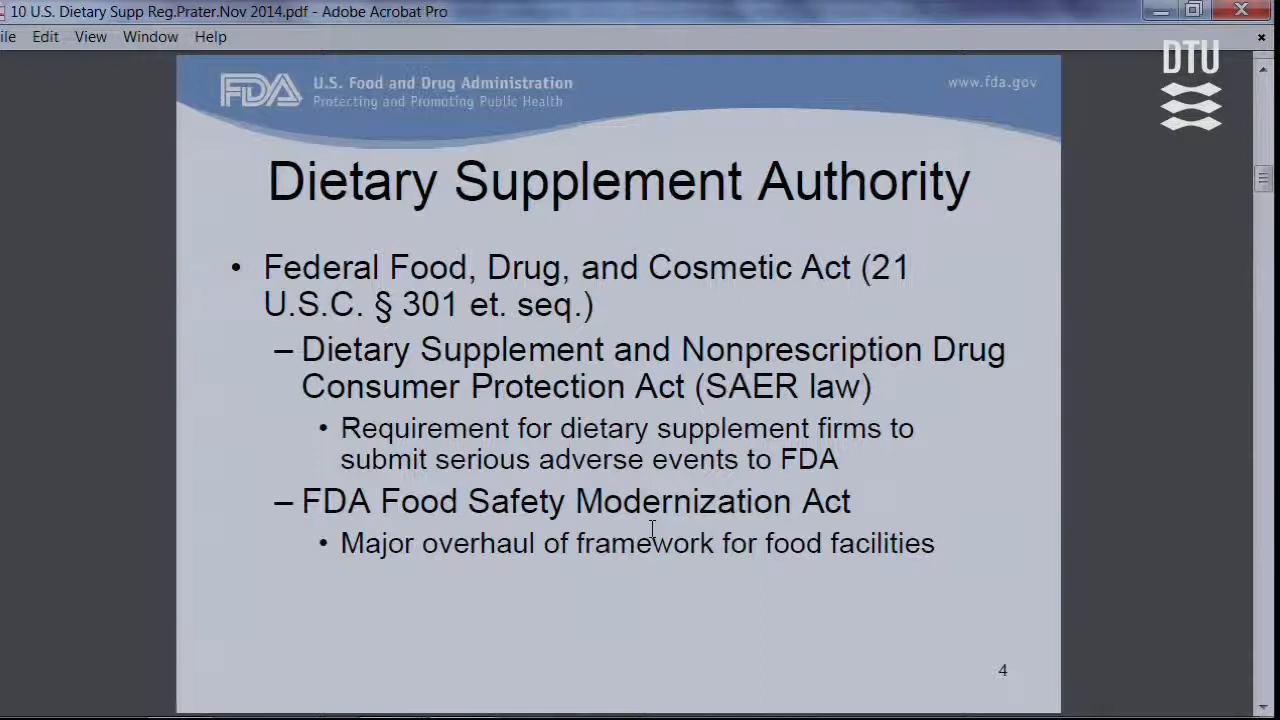 10 U.S. Dietary Supp Reg.Prater.Nov 2014.pdf - Adobe Acrobat Pro
ile Edit View Window Help
DTU
FDA U.S. Food and Drug Administration
Protecting and Promoting Public Health
www.fda.gov
Dietary Supplement Authority
• Federal Food, Drug, and Cosmetic Act (21
U.S.C. § 301 et. seq.)
– Dietary Supplement and Nonprescription Drug
Consumer Protection Act (SAER law)
• Requirement for dietary supplement firms to
submit serious adverse events to FDA
– FDA Food Safety Modernization Act
• Major overhaul of framework for food facilities
4